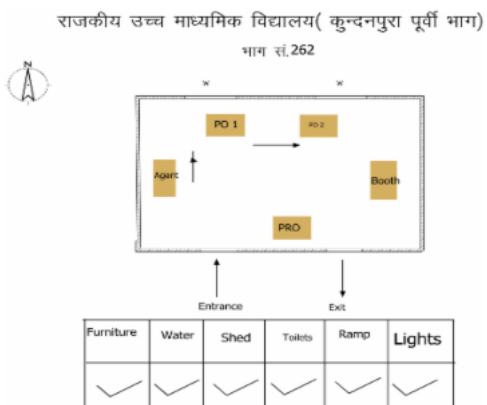 राजकीय उच्च माध्यमिक विद्यालय( कुन्दनपुरा पूर्वी भाग)
भाग सं.262
N
w w
PO 1 PO 2
Agent Booth
PRO
Entrance Exit
Furniture Water Shed Toilets Ramp Lights